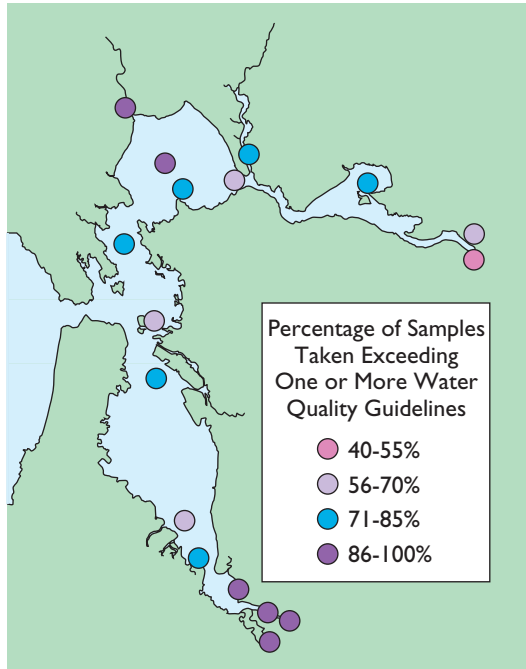 Percentage of Samples
Taken Exceeding
One or More Water
Quality Guidelines
40-55%
56-70%
71-85%
86-100%